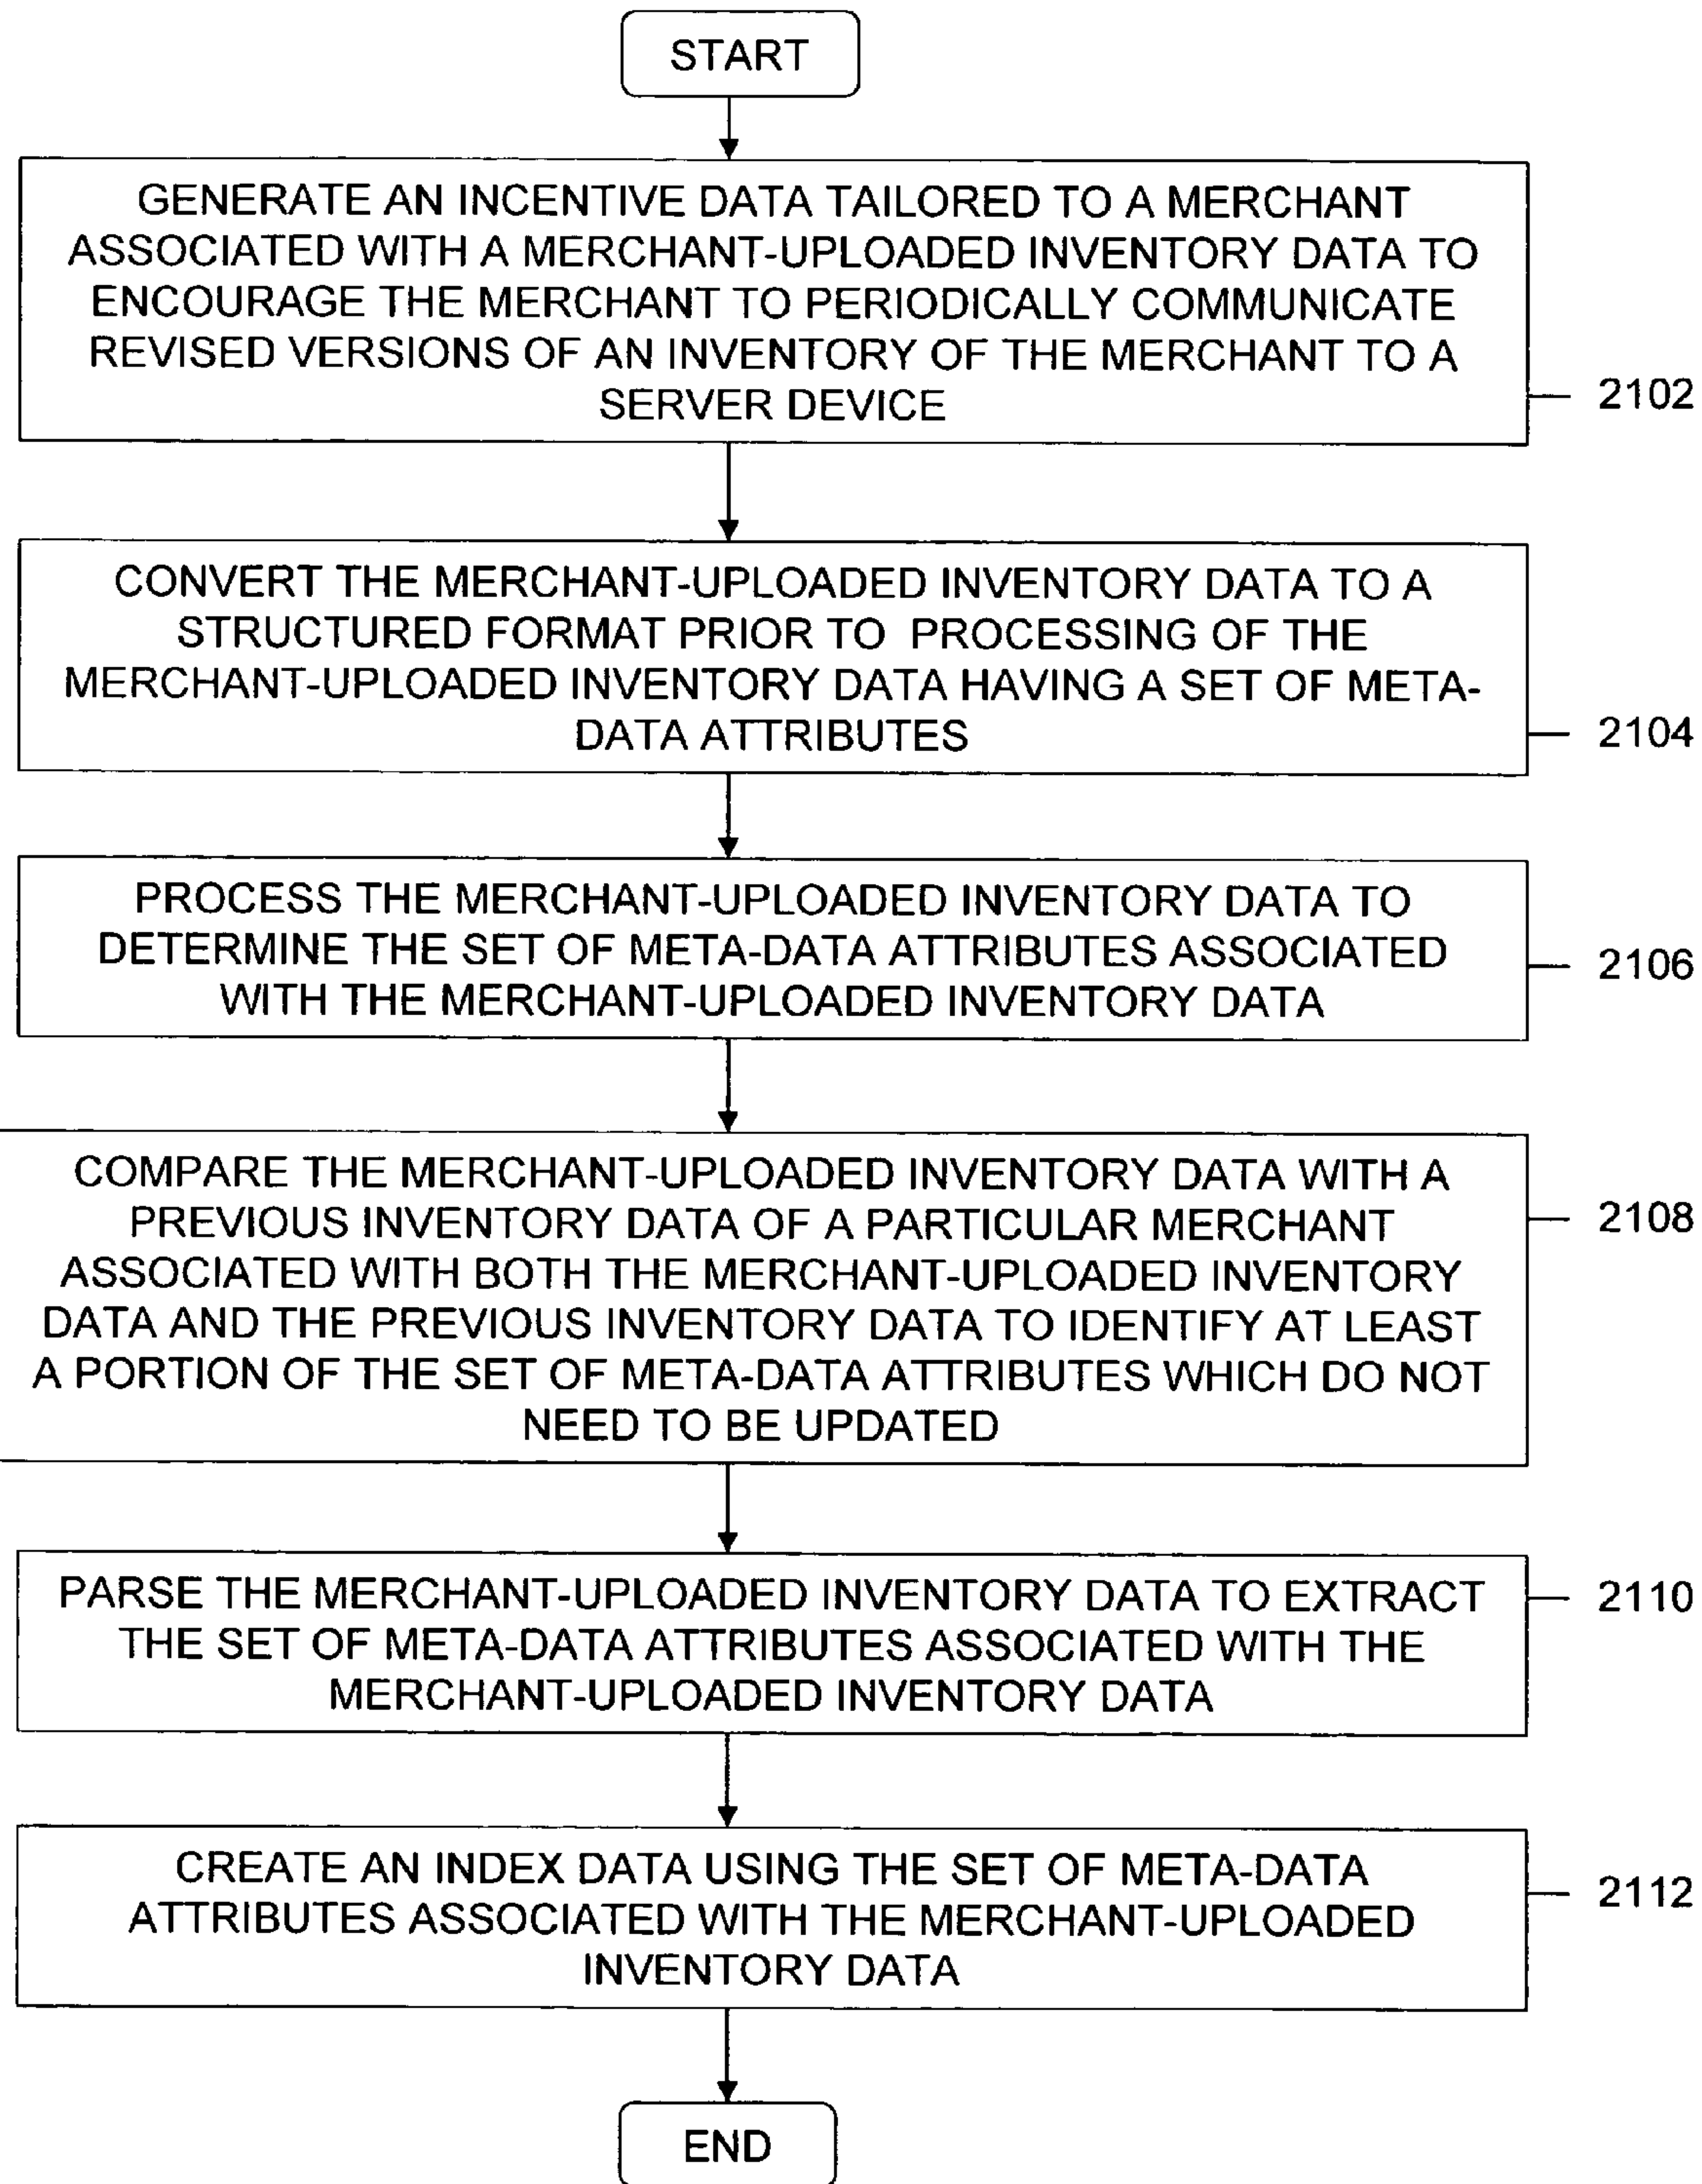 START
GENERATE AN INCENTIVE DATA TAILORED TO A MERCHANT
ASSOCIATED WITH A MERCHANT-UPLOADED INVENTORY DATA TO
ENCOURAGE THE MERCHANT TO PERIODICALLY COMMUNICATE
REVISED VERSIONS OF AN INVENTORY OF THE MERCHANT TO A
SERVER DEVICE
2102
CONVERT THE MERCHANT-UPLOADED INVENTORY DATA TO A
STRUCTURED FORMAT PRIOR TO PROCESSING OF THE
MERCHANT-UPLOADED INVENTORY DATA HAVING A SET OF META-
DATA ATTRIBUTES
2104
PROCESS THE MERCHANT-UPLOADED INVENTORY DATA TO
DETERMINE THE SET OF META-DATA ATTRIBUTES ASSOCIATED
WITH THE MERCHANT-UPLOADED INVENTORY DATA
2106
COMPARE THE MERCHANT-UPLOADED INVENTORY DATA WITH A
PREVIOUS INVENTORY DATA OF A PARTICULAR MERCHANT
ASSOCIATED WITH BOTH THE MERCHANT-UPLOADED INVENTORY
DATA AND THE PREVIOUS INVENTORY DATA TO IDENTIFY AT LEAST
A PORTION OF THE SET OF META-DATA ATTRIBUTES WHICH DO NOT
NEED TO BE UPDATED
2108
PARSE THE MERCHANT-UPLOADED INVENTORY DATA TO EXTRACT
THE SET OF META-DATA ATTRIBUTES ASSOCIATED WITH THE
MERCHANT-UPLOADED INVENTORY DATA
2110
CREATE AN INDEX DATA USING THE SET OF META-DATA
ATTRIBUTES ASSOCIATED WITH THE MERCHANT-UPLOADED
INVENTORY DATA
2112
END